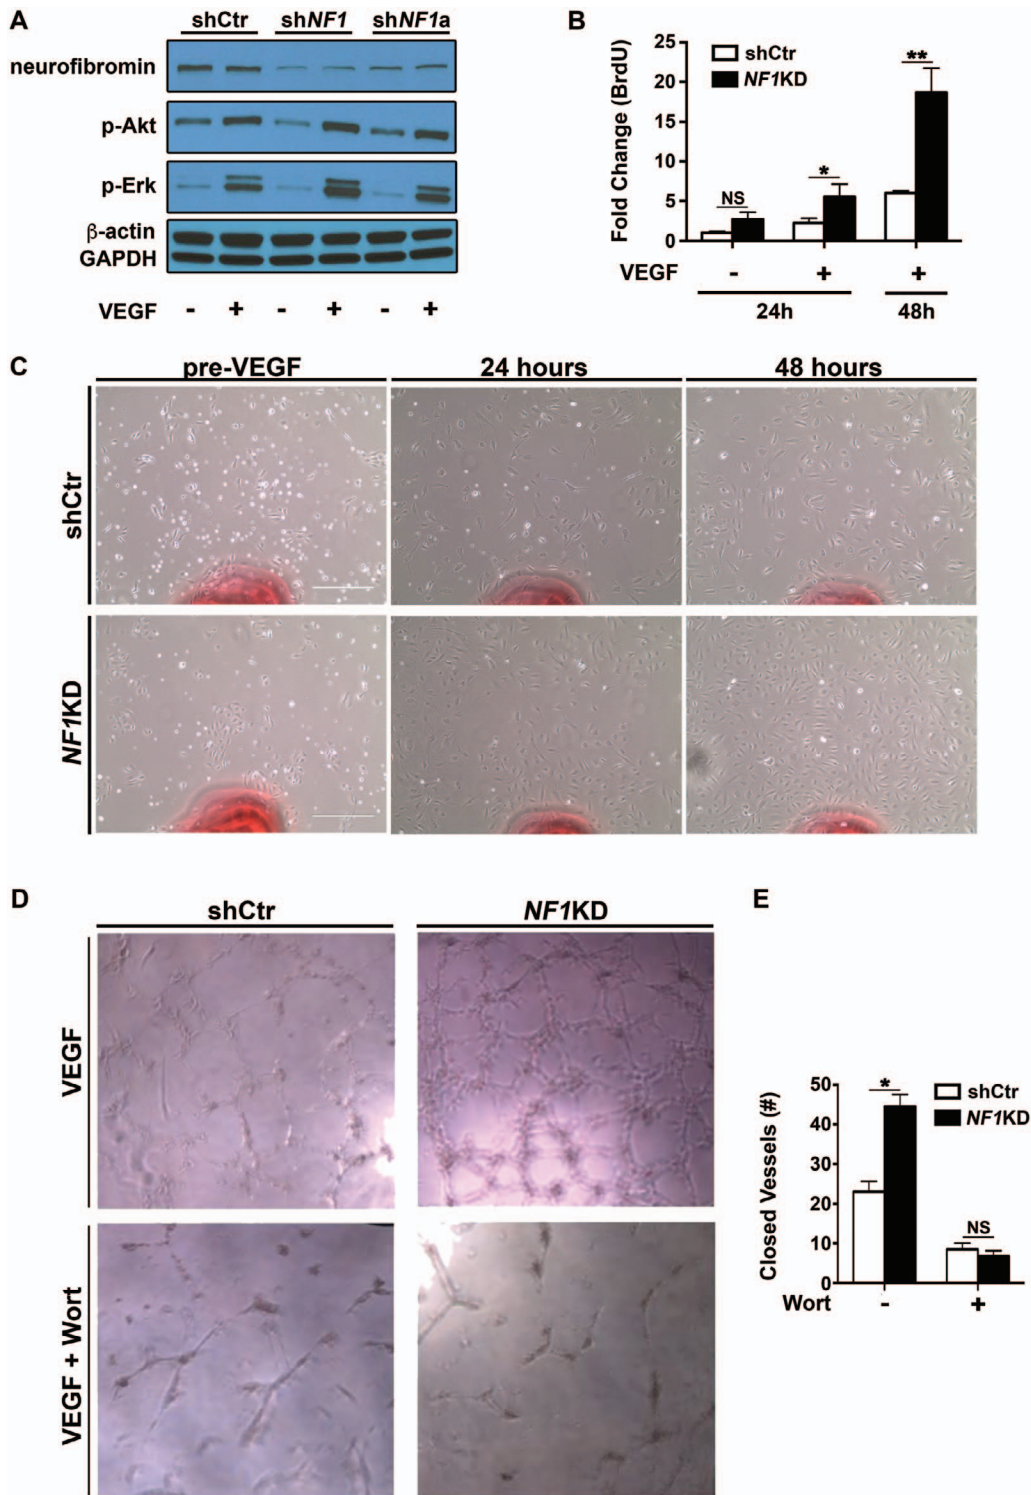 A
shCtr shNF1 shNF1a
neurofibromin
p-Akt
p-Erk
β-actin
GAPDH
VEGF - + - + - +
B
Fold Change (BrdU)
25
20
15
10
5
0
shCtr
NF1KD
NS
*
**
VEGF - + +
24h 48h
C
pre-VEGF 24 hours 48 hours
shCtr
NF1KD
D
shCtr NF1KD
VEGF
VEGF + Wort
E
Closed Vessels (#)
50
40
30
20
10
0
shCtr
NF1KD
*
NS
Wort - +